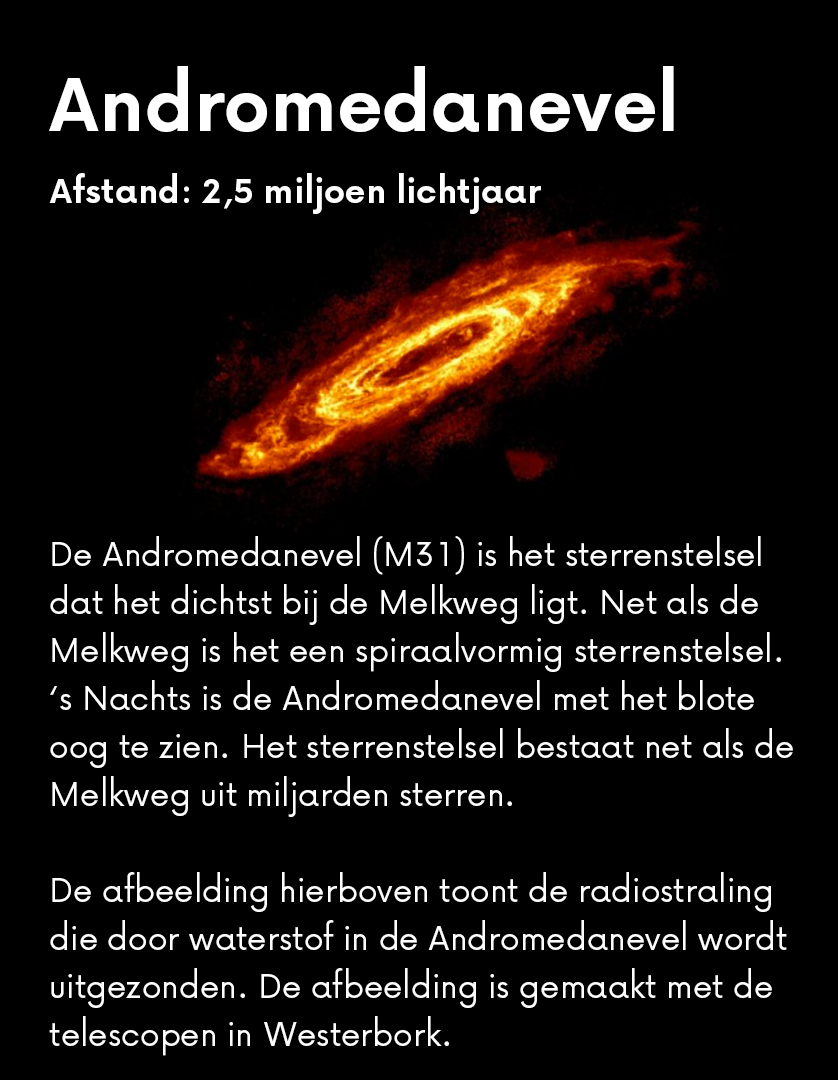 Andromedanevel
Afstand: 2,5 miljoen lichtjaar
De Andromedanevel (M31) is het sterrenstelsel
dat het dichtst bij de Melkweg ligt. Net als de
Melkweg is het een spiraalvormig sterrenstelsel.
‘s Nachts is de Andromedanevel met het blote
oog te zien. Het sterrenstelsel bestaat net als de
Melkweg uit miljarden sterren.
De afbeelding hierboven toont de radiostraling
die door waterstof in de Andromedanevel wordt
uitgezonden. De afbeelding is gemaakt met de
telescopen in Westerbork.